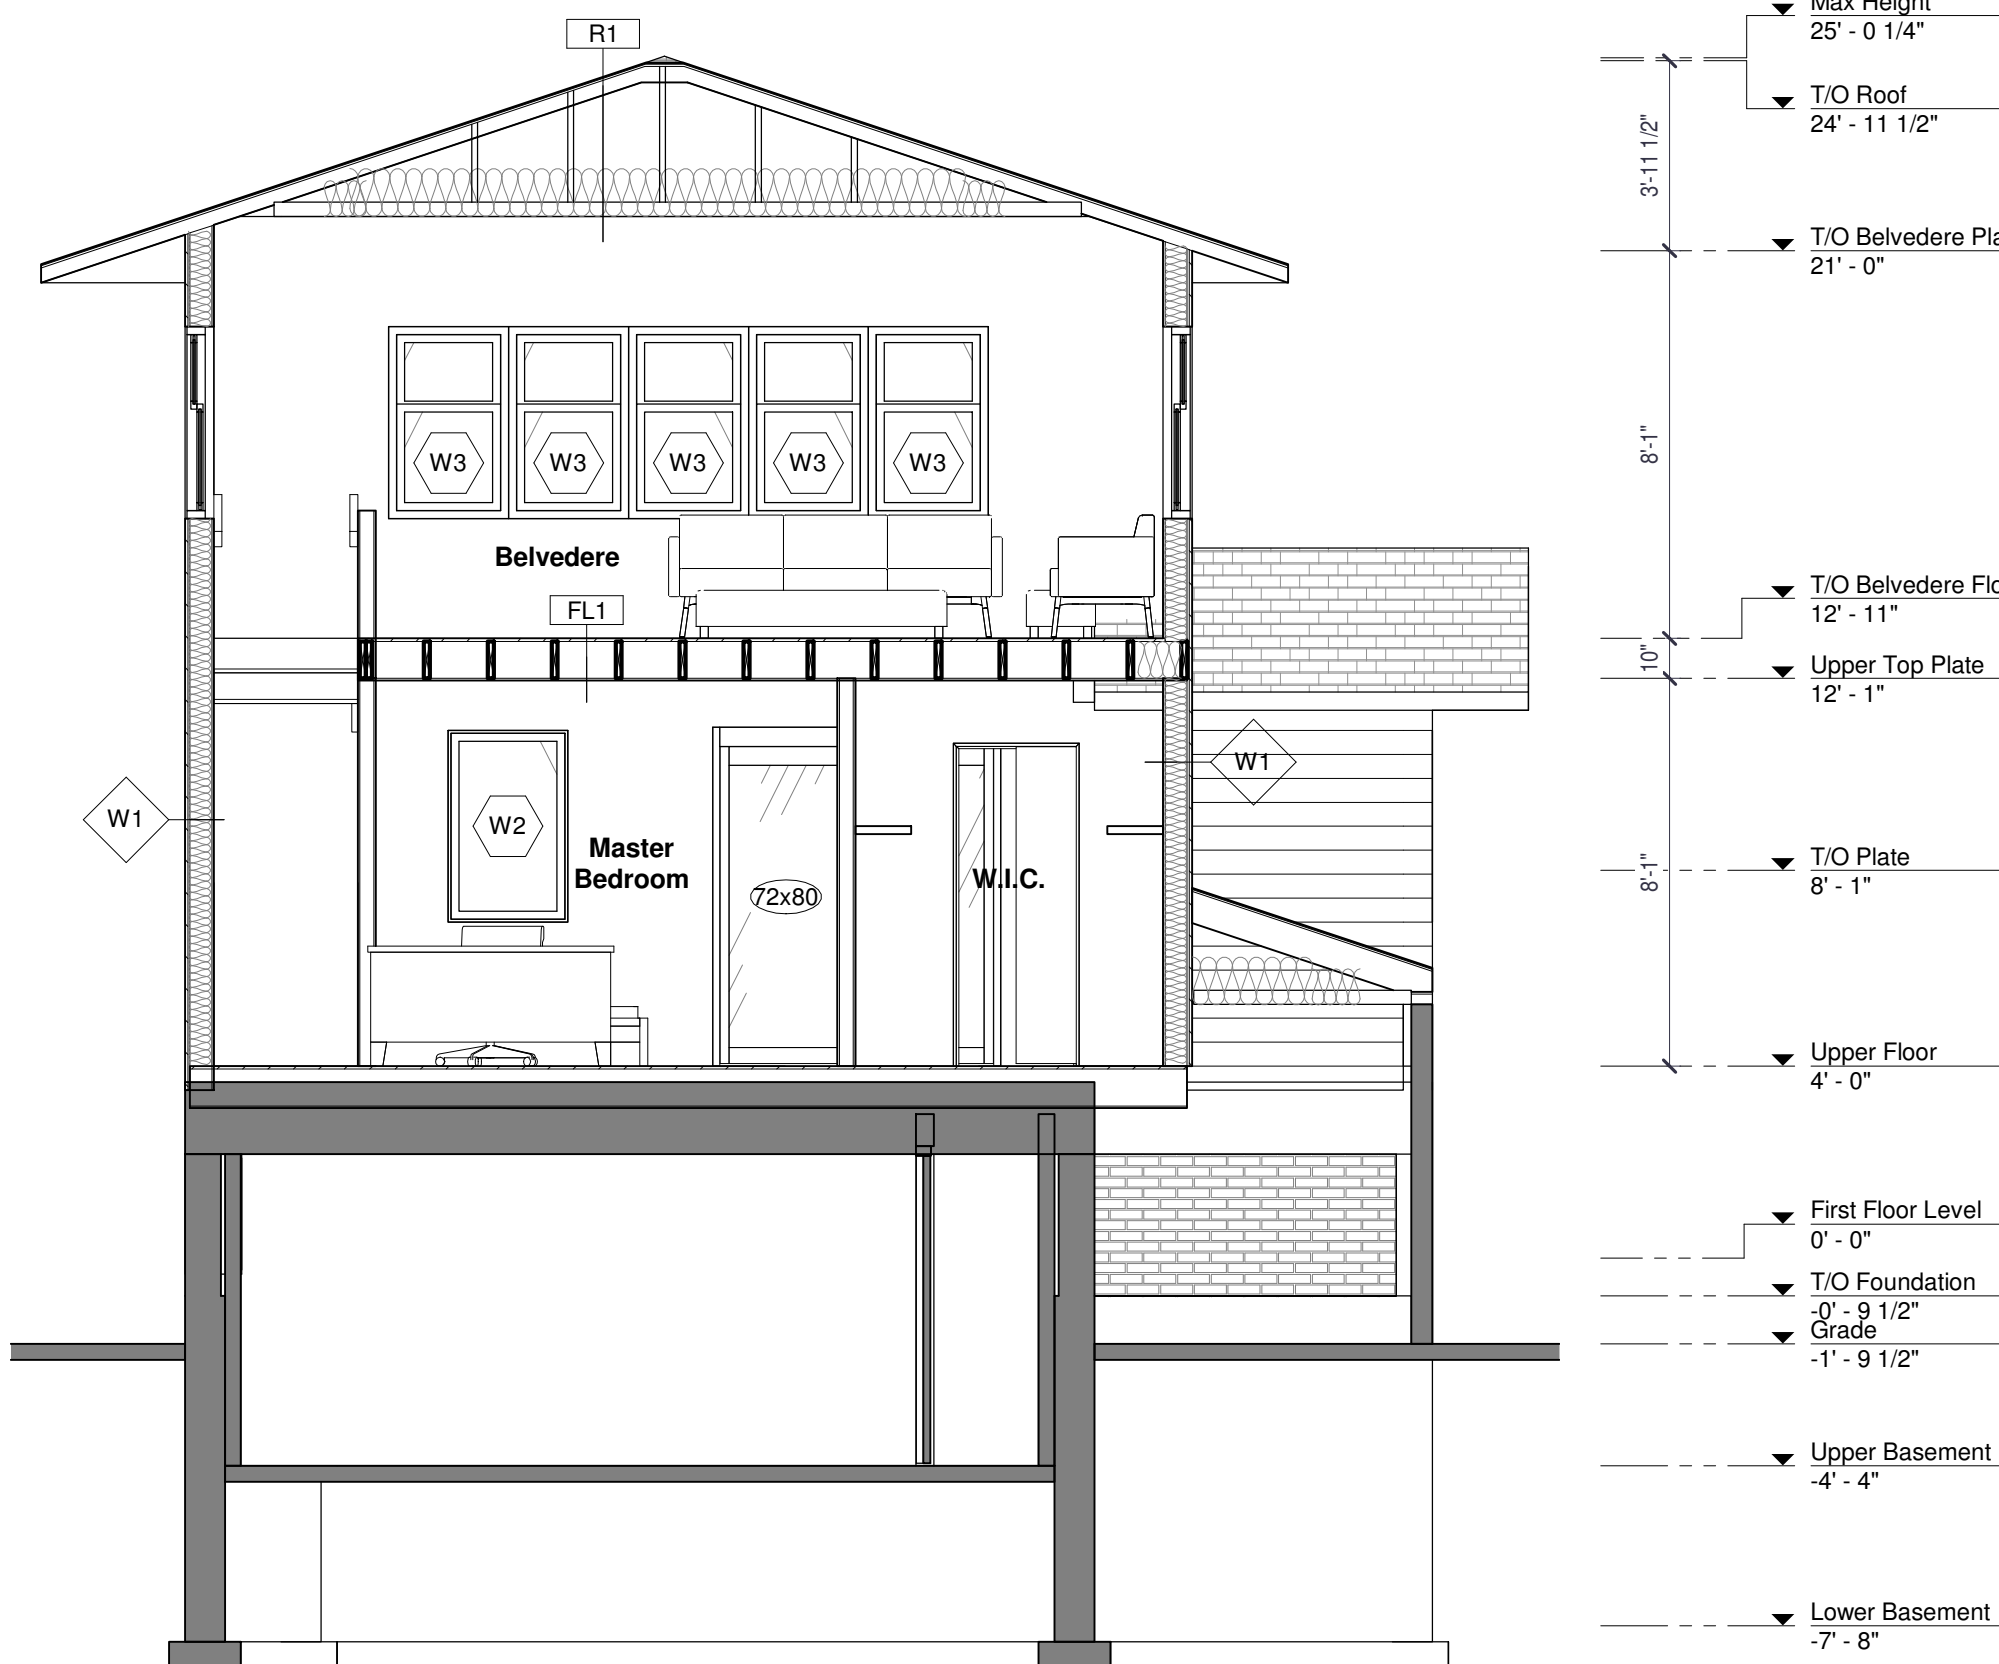 R1
W3
W3
W3
W3
W3
Belvedere
FL1
W2
Master
Bedroom
72x80
W.I.C.
W1
W1
3'-11 1/2"
8'-1"
10"
8'-1"
Max Height
25' - 0 1/4"
T/O Roof
24' - 11 1/2"
T/O Belvedere
21' - 0"
T/O Belvedere
12' - 11"
Upper Top Plate
12' - 1"
T/O Plate
8' - 1"
Upper Floor
4' - 0"
First Floor Level
0' - 0"
T/O Foundation
-0' - 9 1/2"
Grade
-1' - 9 1/2"
Upper Basement
-4' - 4"
Lower Basement
-7' - 8"